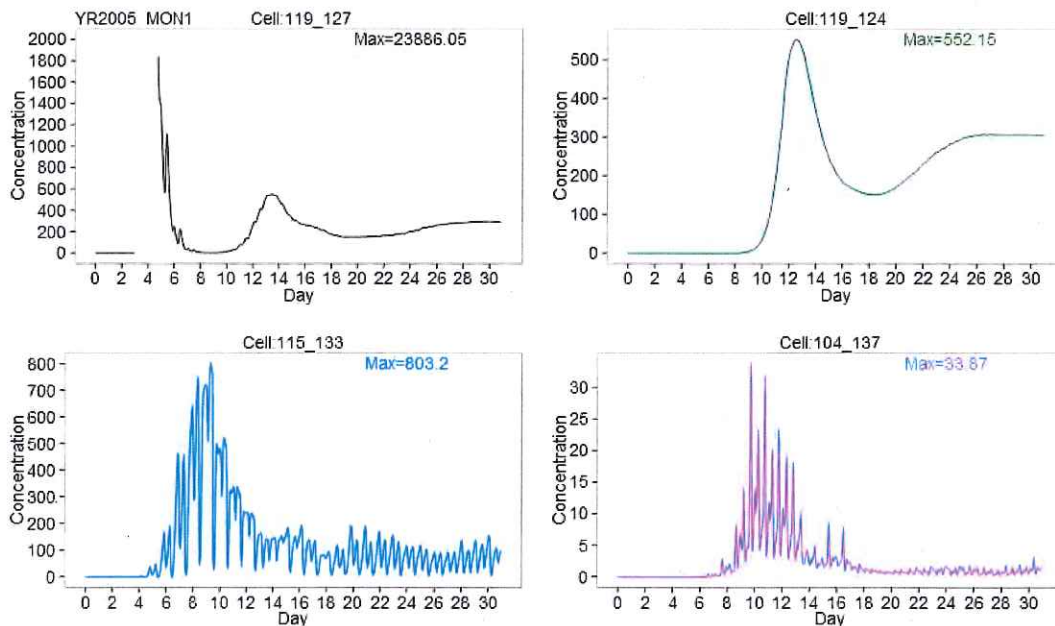 YR2005 MON1
Cell:119_127
Max=23886.05
Concentration
2000
1800
1600
1400
1200
1000
800
600
400
200
0
0 2 4 6 8 10 12 14 16 18 20 22 24 26 28 30
Day
Cell:119_124
Max=552.15
Concentration
500
400
300
200
100
0
0 2 4 6 8 10 12 14 16 18 20 22 24 26 28 30
Day
Cell:115_133
Max=803.2
Concentration
800
700
600
500
400
300
200
100
0
0 2 4 6 8 10 12 14 16 18 20 22 24 26 28 30
Day
Cell:104_137
Max=33.87
Concentration
30
25
20
15
10
5
0
0 2 4 6 8 10 12 14 16 18 20 22 24 26 28 30
Day